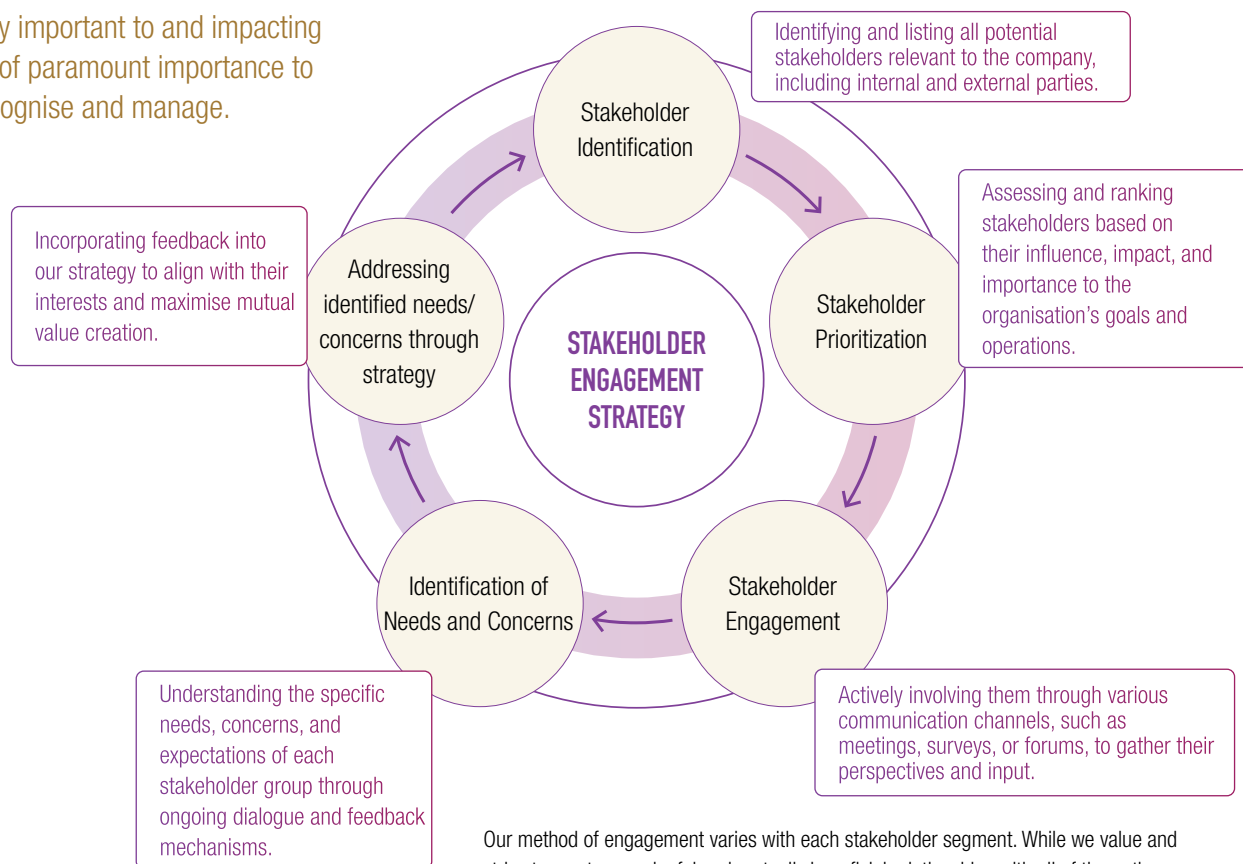 y important to and impacting
of paramount importance to
ognise and manage.
Identifying and listing all potential
stakeholders relevant to the company,
including internal and external parties.
Stakeholder
Identification
Assessing and ranking
stakeholders based on
their influence, impact, and
importance to the
organisation's goals and
operations.
Stakeholder
Prioritization
Incorporating feedback into
our strategy to align with their
interests and maximise mutual
value creation.
Addressing
identified needs/
concerns through
strategy
STAKEHOLDER
ENGAGEMENT
STRATEGY
Identification of
Needs and Concerns
Stakeholder
Engagement
Understanding the specific
needs, concerns, and
expectations of each
stakeholder group through
ongoing dialogue and feedback
mechanisms.
Actively involving them through various
communication channels, such as
meetings, surveys, or forums, to gather their
perspectives and input.
Our method of engagement varies with each stakeholder segment. While we value and